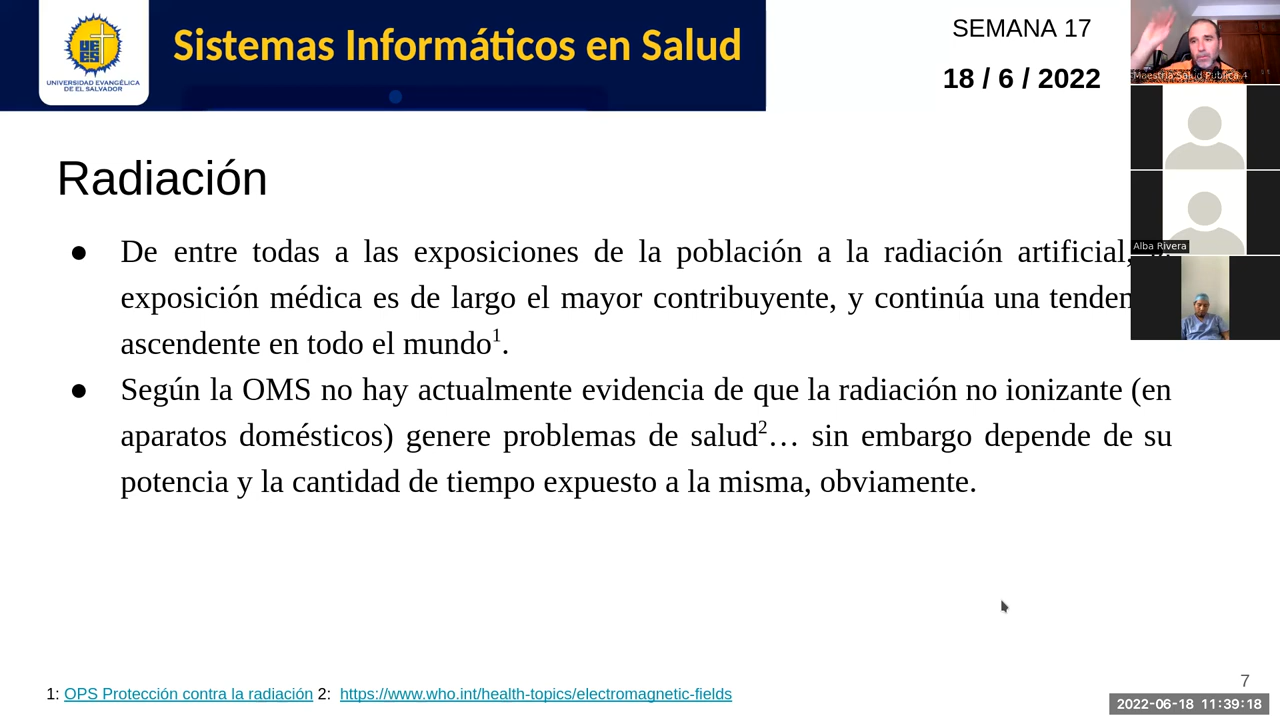 UNIVERSIDAD EVANGÉLICA
DE EL SALVADOR
Sistemas Informáticos en Salud
SEMANA 17
18 / 6 / 2022
Maestria Salud Publica 4
Alba Rivera
Radiación
● De entre todas a las exposiciones de la población a la radiación artificial,
exposición médica es de largo el mayor contribuyente, y continúa una
ascendente en todo el mundo1.
● Según la OMS no hay actualmente evidencia de que la radiación no ionizante (en
aparatos domésticos) genere problemas de salud2… sin embargo depende de su
potencia y la cantidad de tiempo expuesto a la misma, obviamente.
1: OPS Protección contra la radiación 2: https://www.who.int/health-topics/electromagnetic-fields
7
2022-06-18 11:39:18